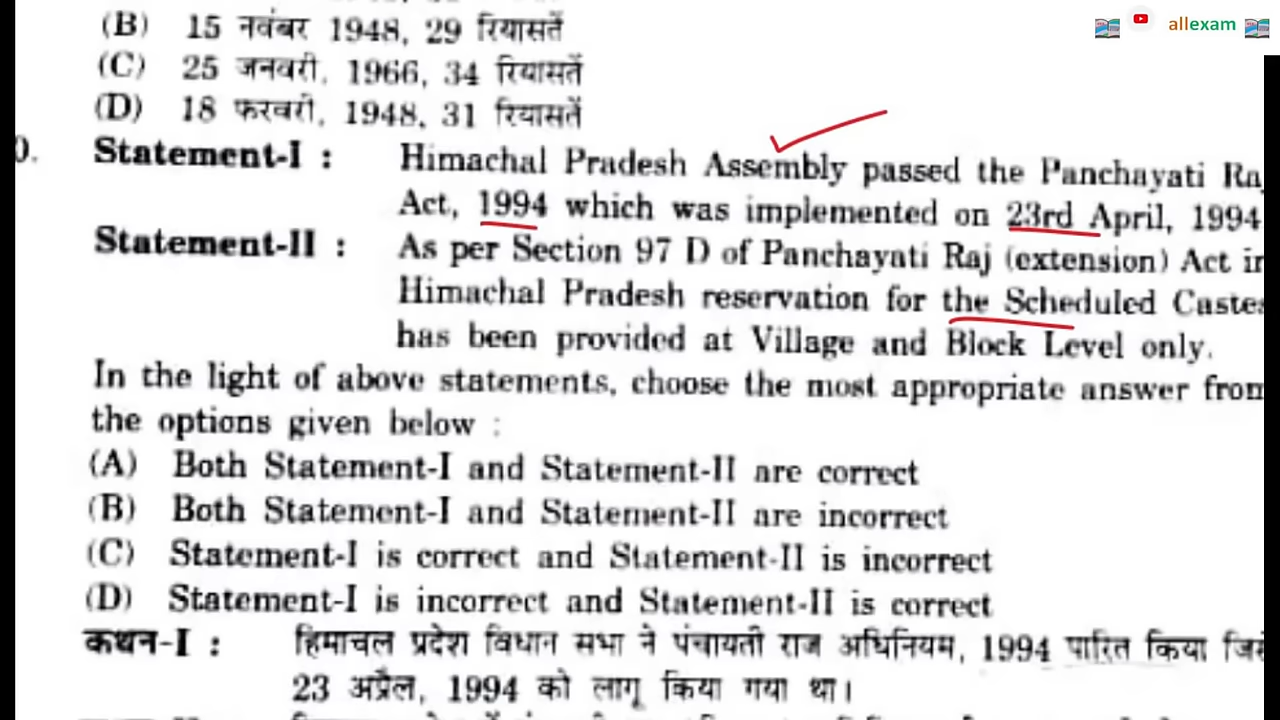 allexam
(B) 15 नवंबर 1948, 29 रियासतें
(C) 25 जनवरी, 1966, 34 रियासतें
(D) 18 फरवरी, 1948, 31 रियासतें
0. Statement-I : Himachal Pradesh Assembly passed the Panchayati Ra
Act, 1994 which was implemented on 23rd April, 1994
Statement-II : As per Section 97 D of Panchayati Raj (extension) Act in
Himachal Pradesh reservation for the Scheduled Castes
has been provided at Village and Block Level only.
In the light of above statements, choose the most appropriate answer from
the options given below :
(A) Both Statement-I and Statement-II are correct
(B) Both Statement-I and Statement-II are incorrect
(C) Statement-I is correct and Statement-II is incorrect
(D) Statement-I is incorrect and Statement-II is correct
कथन-I : हिमाचल प्रदेश विधान सभा ने पंचायती राज अधिनियम, 1994 पारित किया जिसे
23 अप्रैल, 1994 को लागू किया गया था।